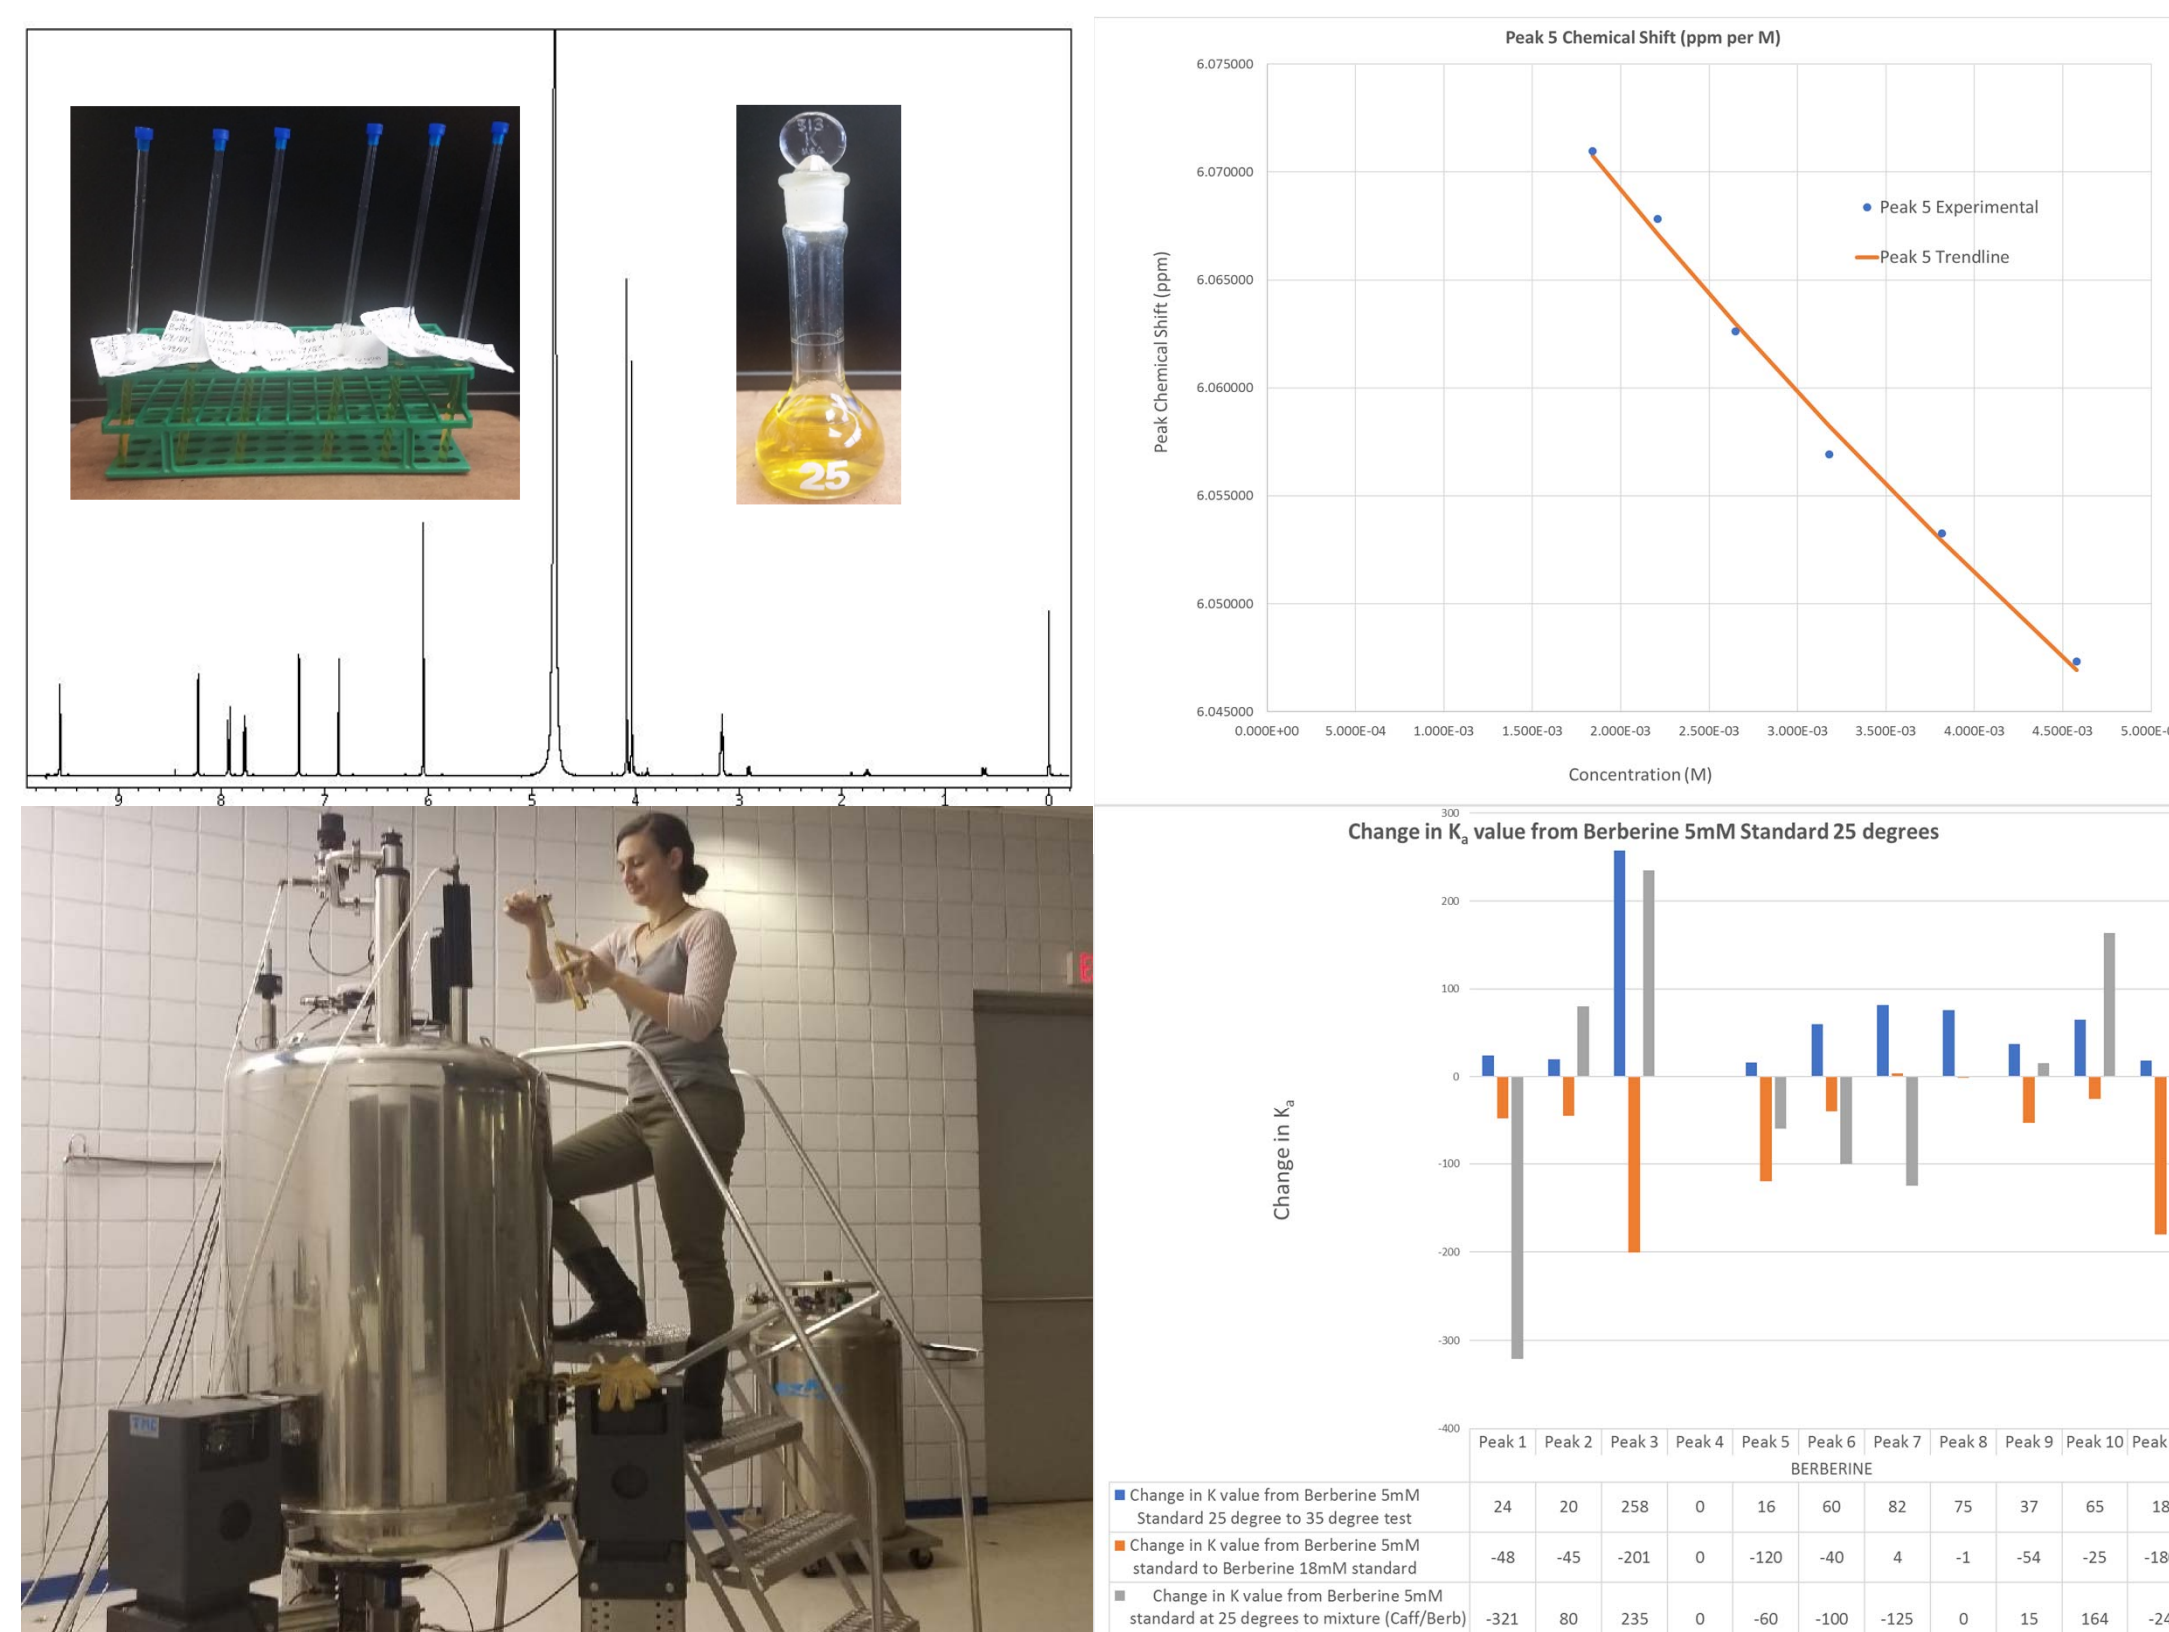 313
K
25
9
8
7
6
5
4
3
2
1
0
Peak 5 Chemical Shift (ppm per M)
6.075000
6.070000
6.065000
6.060000
6.055000
6.050000
6.045000
Peak Chemical Shift (ppm)
Peak 5 Experimental
Peak 5 Trendline
0.000E+00 5.000E-04 1.000E-03 1.500E-03 2.000E-03 2.500E-03 3.000E-03 3.500E-03 4.000E-03 4.500E-03 5.000E-0
Concentration (M)
TMC
Change in Ka value from Berberine 5mM Standard 25 degrees
300
200
100
0
-100
-200
-300
-400
Change in Ka
Peak 1 Peak 2 Peak 3 Peak 4 Peak 5 Peak 6 Peak 7 Peak 8 Peak 9 Peak 10 Peak
BERBERINE
Change in K value from Berberine 5mM
Standard 25 degree to 35 degree test
24 20 258 0 16 60 82 75 37 65 18
Change in K value from Berberine 5mM
standard to Berberine 18mM standard
-48 -45 -201 0 -120 -40 4 -1 -54 -25 -18
Change in K value from Berberine 5mM
standard at 25 degrees to mixture (Caff/Berb)
-321 80 235 0 -60 -100 -125 0 15 164 -24